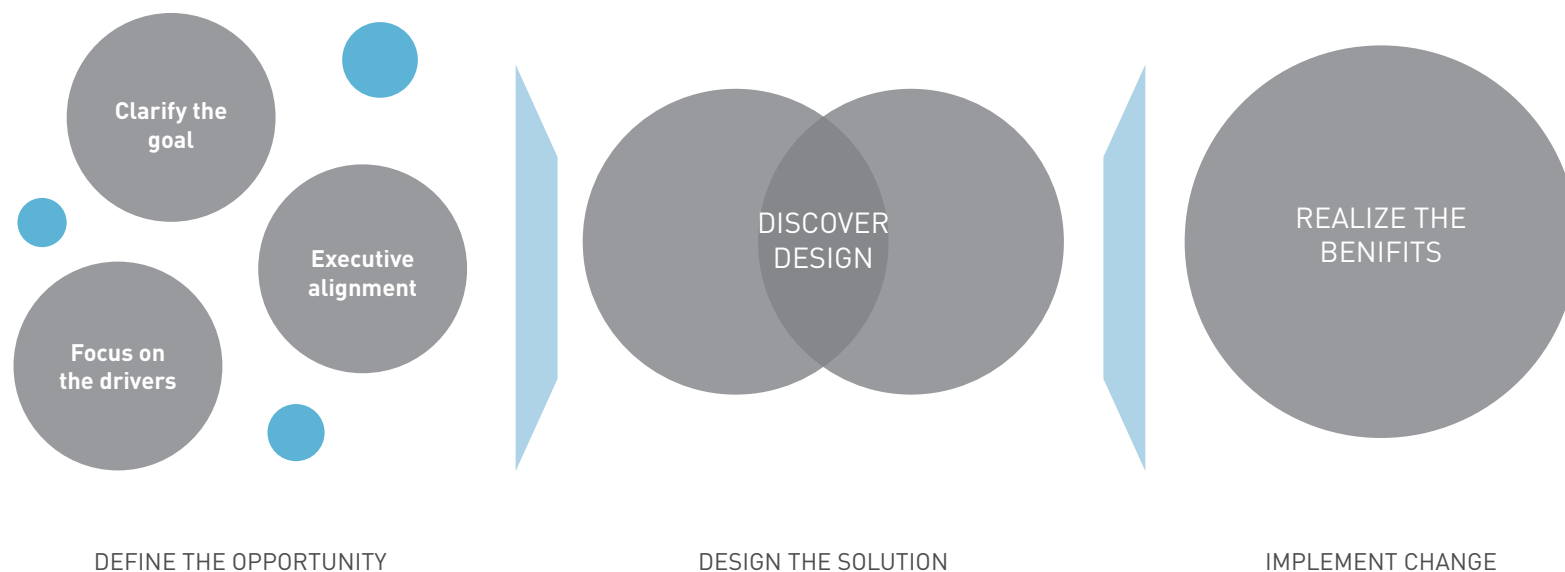 Clarify the
goal
Executive
alignment
Focus on
the drivers
DEFINE THE OPPORTUNITY
DISCOVER
DESIGN
DESIGN THE SOLUTION
REALIZE THE
BENIFITS
IMPLEMENT CHANGE